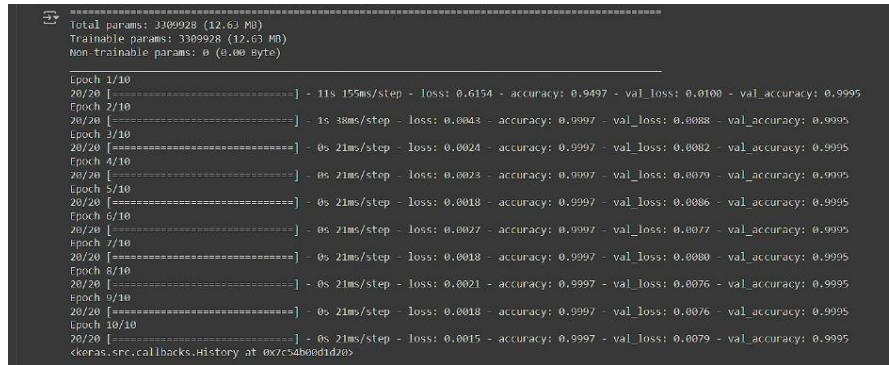 Total params: 3309928 (12.63 MB)
Trainable params: 3309928 (12.63 MB)
Non-trainable params: 0 (0.00 Byte)
Epoch 1/10
20/20 [==============================] - 11s 155ms/step - loss: 0.6154 - accuracy: 0.9497 - val_loss: 0.0100 - val_accuracy: 0.9995
Epoch 2/10
20/20 [==============================] - 1s 38ms/step - loss: 0.0043 - accuracy: 0.9997 - val_loss: 0.0088 - val_accuracy: 0.9995
Epoch 3/10
20/20 [==============================] - 0s 21ms/step - loss: 0.0024 - accuracy: 0.9997 - val_loss: 0.0082 - val_accuracy: 0.9995
Epoch 4/10
20/20 [==============================] - 0s 21ms/step - loss: 0.0023 - accuracy: 0.9997 - val_loss: 0.0079 - val_accuracy: 0.9995
Epoch 5/10
20/20 [==============================] - 0s 21ms/step - loss: 0.0018 - accuracy: 0.9997 - val_loss: 0.0086 - val_accuracy: 0.9995
Epoch 6/10
20/20 [==============================] - 0s 21ms/step - loss: 0.0027 - accuracy: 0.9997 - val_loss: 0.0077 - val_accuracy: 0.9995
Epoch 7/10
20/20 [==============================] - 0s 21ms/step - loss: 0.0018 - accuracy: 0.9997 - val_loss: 0.0080 - val_accuracy: 0.9995
Epoch 8/10
20/20 [==============================] - 0s 21ms/step - loss: 0.0021 - accuracy: 0.9997 - val_loss: 0.0076 - val_accuracy: 0.9995
Epoch 9/10
20/20 [==============================] - 0s 21ms/step - loss: 0.0018 - accuracy: 0.9997 - val_loss: 0.0076 - val_accuracy: 0.9995
Epoch 10/10
20/20 [==============================] - 0s 21ms/step - loss: 0.0015 - accuracy: 0.9997 - val_loss: 0.0079 - val_accuracy: 0.9995
<keras.src.callbacks.History at 0x7c54b00d1d20>